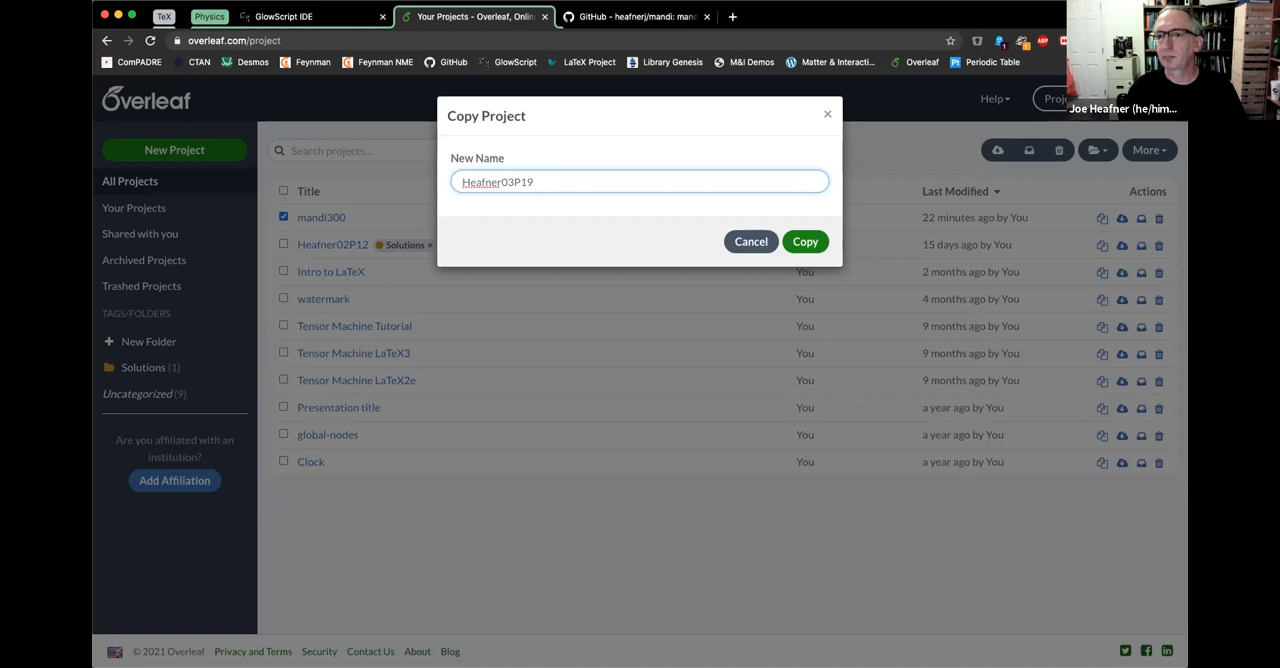 TeX Physics GlowScript IDE Your Projects - Overleaf, Onlin GitHub - heafnerj/mandi: mand
overleaf.com/project
ComPADRE CTAN Desmos Feynman Feynman NME GitHub GlowScript LaTeX Project Library Genesis M&I Demos Matter & Interacti... Overleaf Periodic Table
Joe Heafner (he/him...
Overleaf Help Proj
Copy Project
New Name
Heafner03P19
Cancel Copy
New Project
All Projects
Your Projects
Shared with you
Archived Projects
Trashed Projects
TAGS/FOLDERS
New Folder
Solutions (1)
Uncategorized (9)
Are you affiliated with an
institution?
Add Affiliation
Search projects... More
Title Last Modified Actions
mandi300 22 minutes ago by You
Heafner02P12 Solutions × 15 days ago by You
Intro to LaTeX You 2 months ago by You
watermark You 4 months ago by You
Tensor Machine Tutorial You 9 months ago by You
Tensor Machine LaTeX3 You 9 months ago by You
Tensor Machine LaTeX2e You 9 months ago by You
Presentation title You a year ago by You
global-nodes You a year ago by You
Clock You a year ago by You
© 2021 Overleaf Privacy and Terms Security Contact Us About Blog